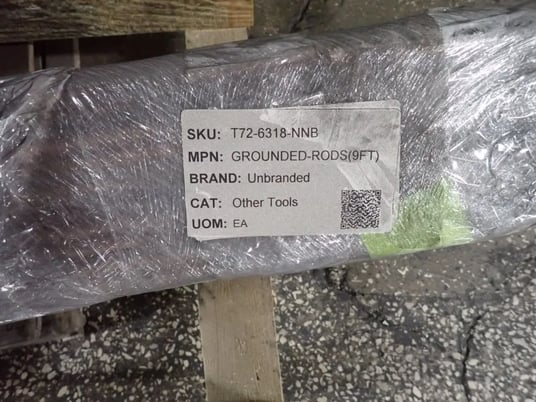 SKU: T72-6318-NNB
MPN: GROUNDED-RODS(9FT)
BRAND: Unbranded
CAT: Other Tools
UOM: EA